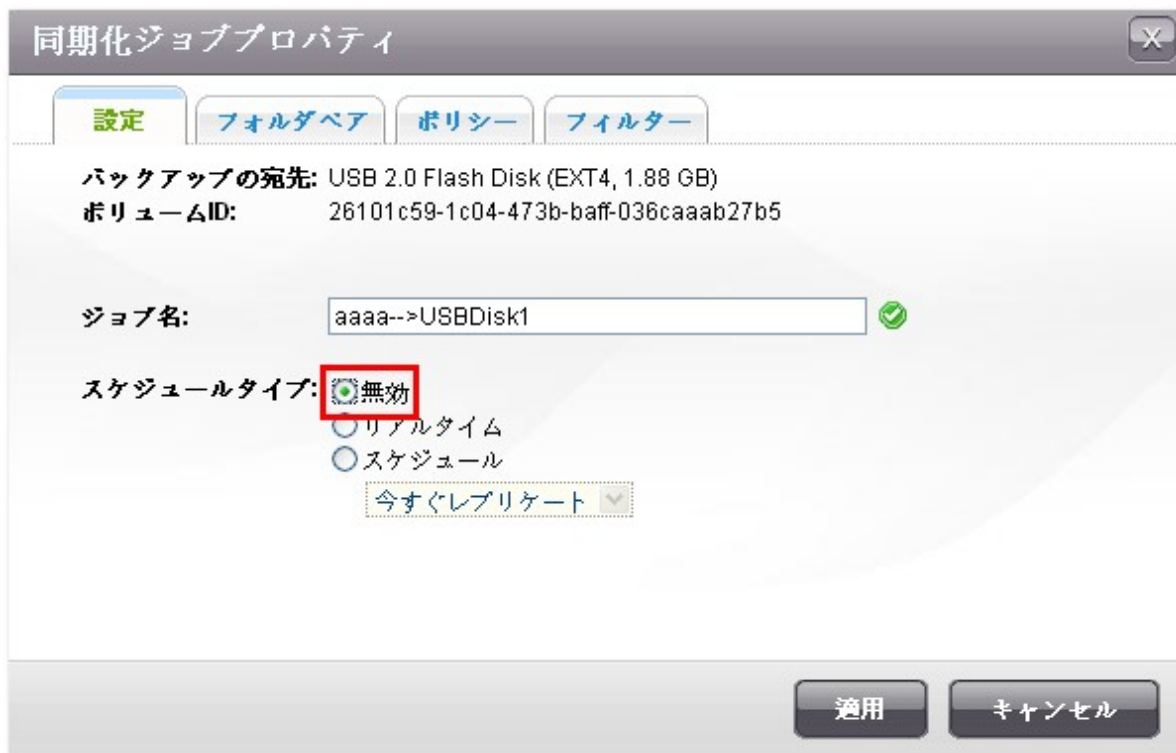 同期化ジョブプロパティ X
設定 フォルダペア ポリシー フィルター
バックアップの宛先: USB 2.0 Flash Disk (EXT4, 1.88 GB)
ボリュームID: 26101c59-1c04-473b-baff-036caaab27b5
ジョブ名: aaaa-->USBDisk1
スケジュールタイプ: 無効
リアルタイム
スケジュール
今すぐレプリケート
適用 キャンセル